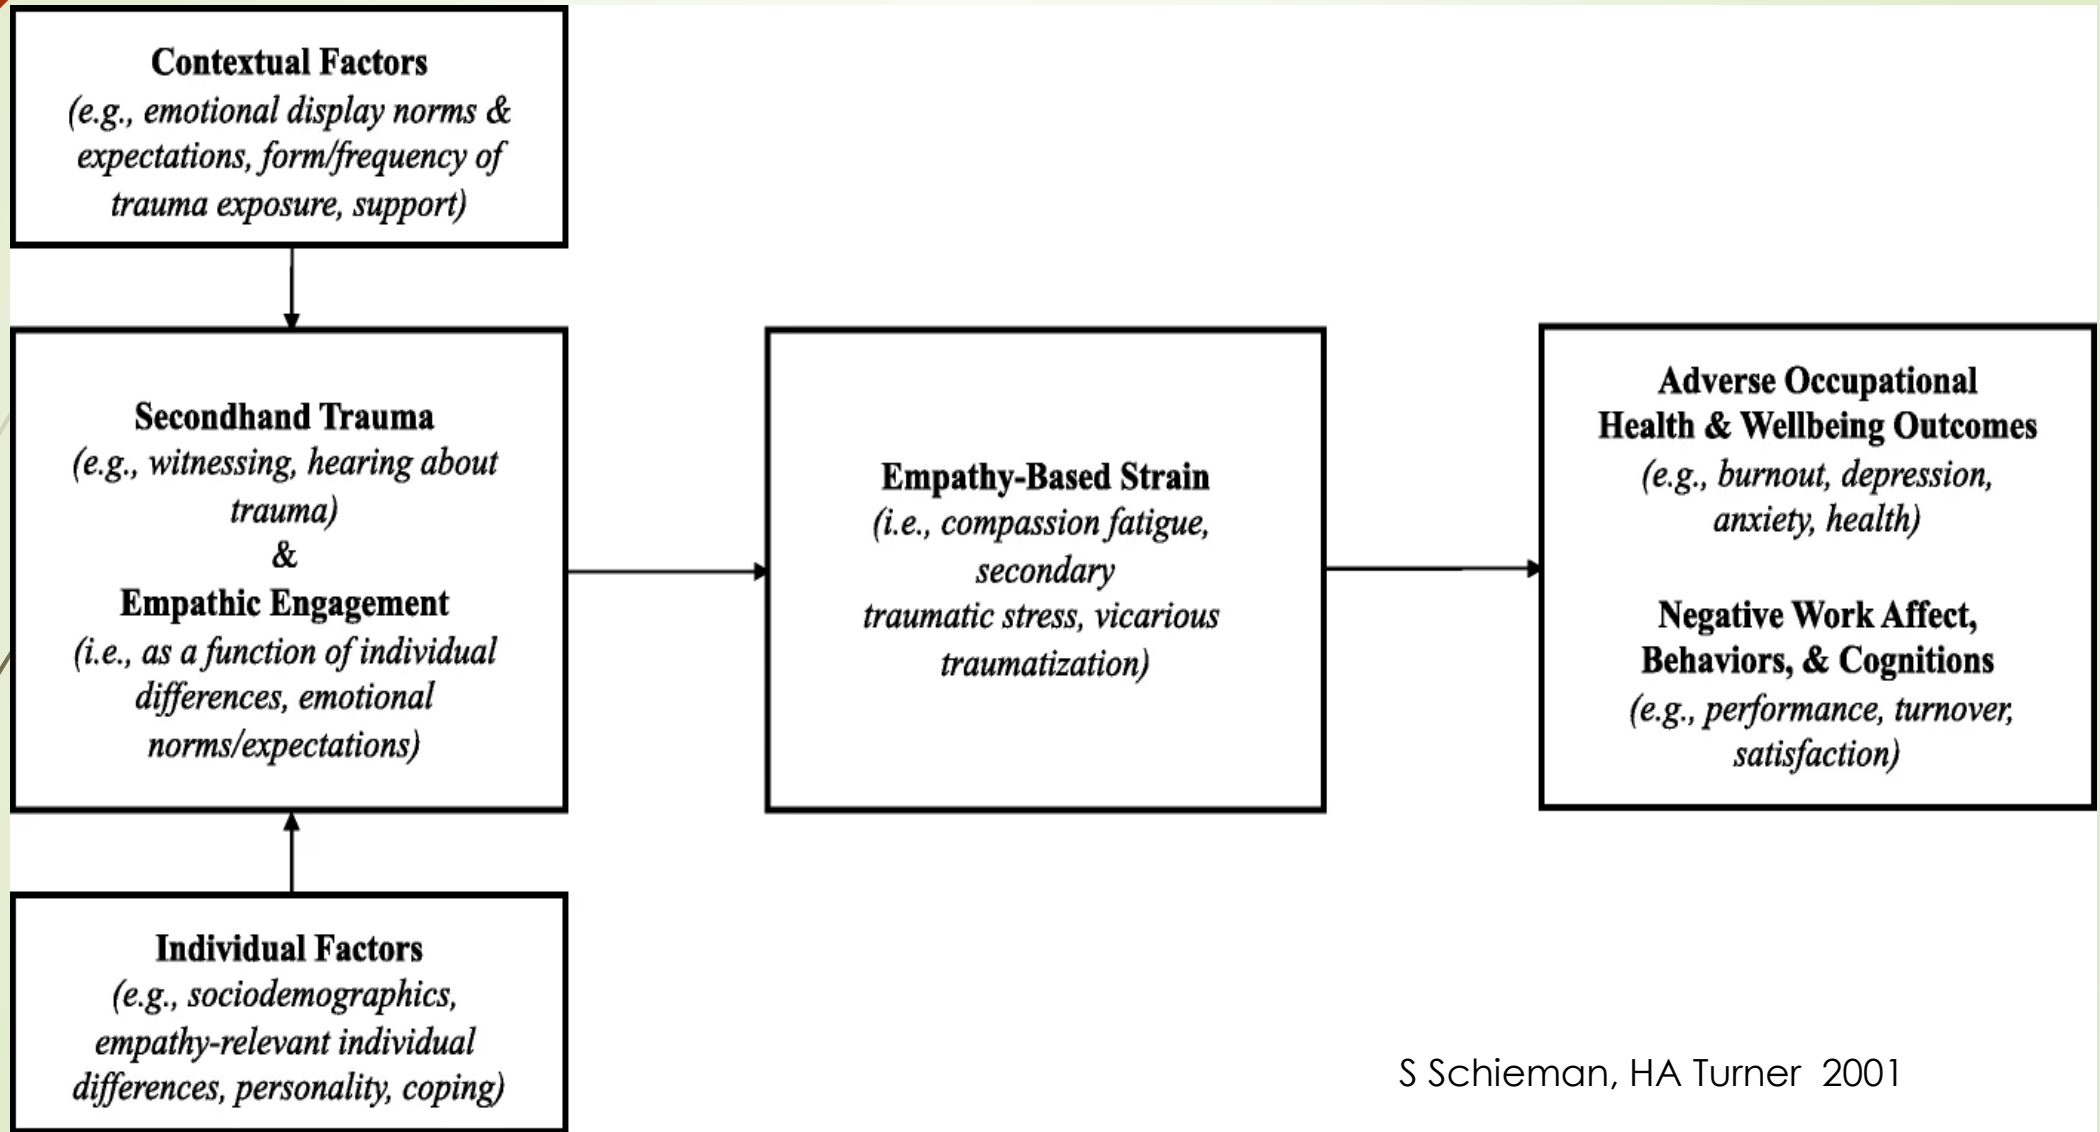 Contextual Factors
(e.g., emotional display norms &
expectations, form/frequency of
trauma exposure, support)
Secondhand Trauma
(e.g., witnessing, hearing about
trauma)
&
Empathic Engagement
(i.e., as a function of individual
differences, emotional
norms/expectations)
Individual Factors
(e.g., sociodemographics,
empathy-relevant individual
differences, personality, coping)
Empathy-Based Strain
(i.e., compassion fatigue,
secondary
traumatic stress, vicarious
traumatization)
Adverse Occupational
Health & Wellbeing Outcomes
(e.g., burnout, depression,
anxiety, health)
Negative Work Affect,
Behaviors, & Cognitions
(e.g., performance, turnover,
satisfaction)
S Schieman, HA Turner 2001